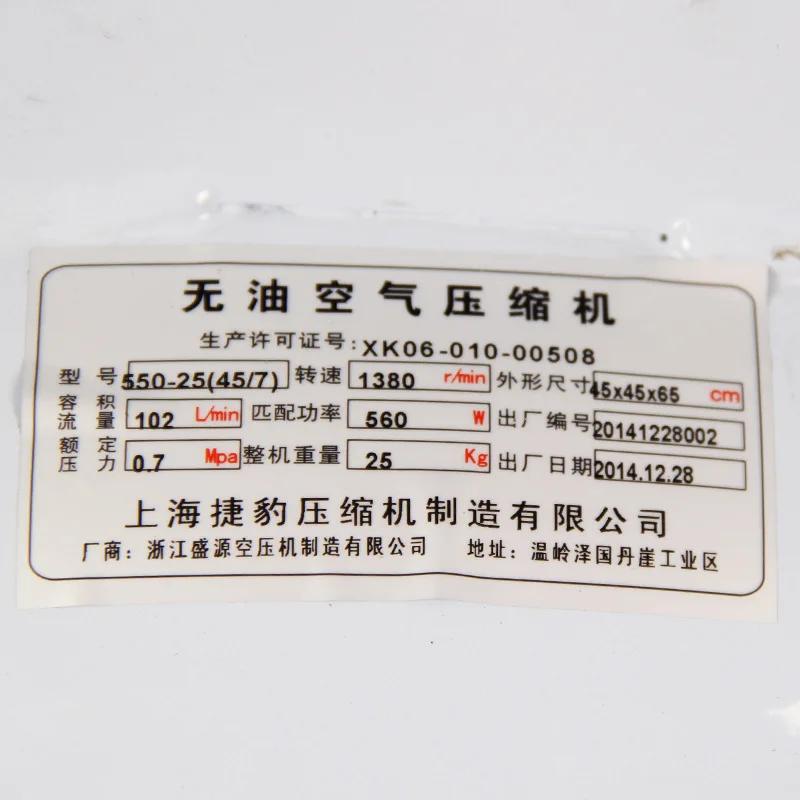 无油空气压缩机
生产许可证号:XK06-010-00508
型号 550-25(45/7) 转速 1380 r/min 外形尺寸 45x45x65 cm
容积流量 102 L/min 匹配功率 560 W 出厂编号 20141228002
额定压力 0.7 Mpa 整机重量 25 Kg 出厂日期 2014.12.28
上海捷豹压缩机制造有限公司
厂商：浙江盛源空压机制造有限公司 地址：温岭泽国丹崖工业区